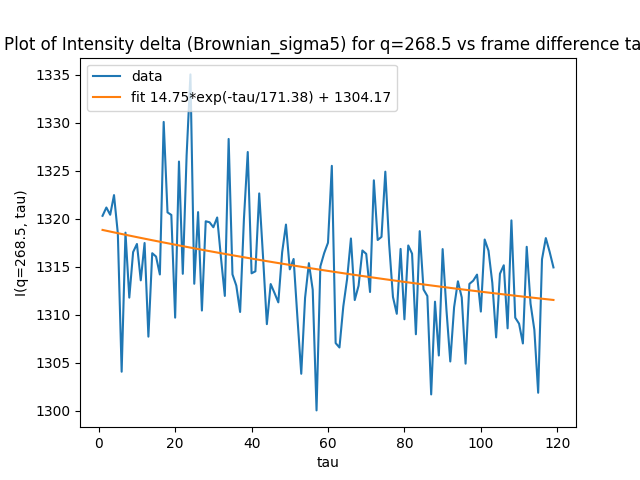 Plot of Intensity delta (Brownian_sigma5) for q=268.5 vs frame difference ta
data
fit 14.75*exp(-tau/171.38) + 1304.17
I(q=268.5, tau)
1335
1330
1325
1320
1315
1310
1305
1300
0 20 40 60 80 100 120
tau